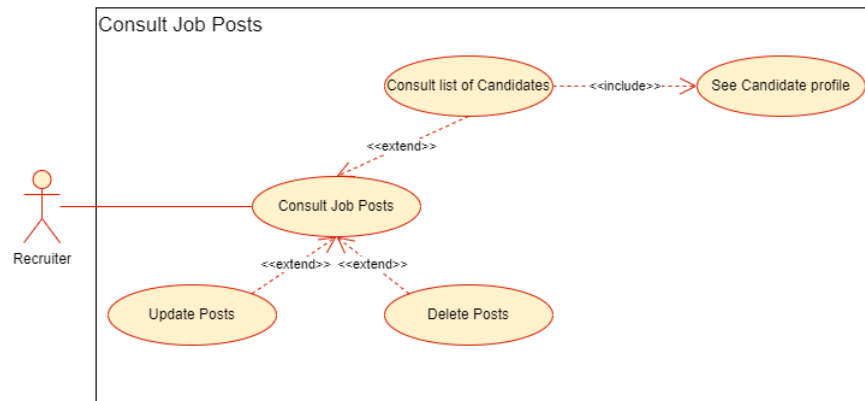 Consult Job Posts
Consult list of Candidates
<<include>>
See Candidate profile
<<extend>>
Consult Job Posts
Recruiter
<<extend>>
<<extend>>
Update Posts
Delete Posts